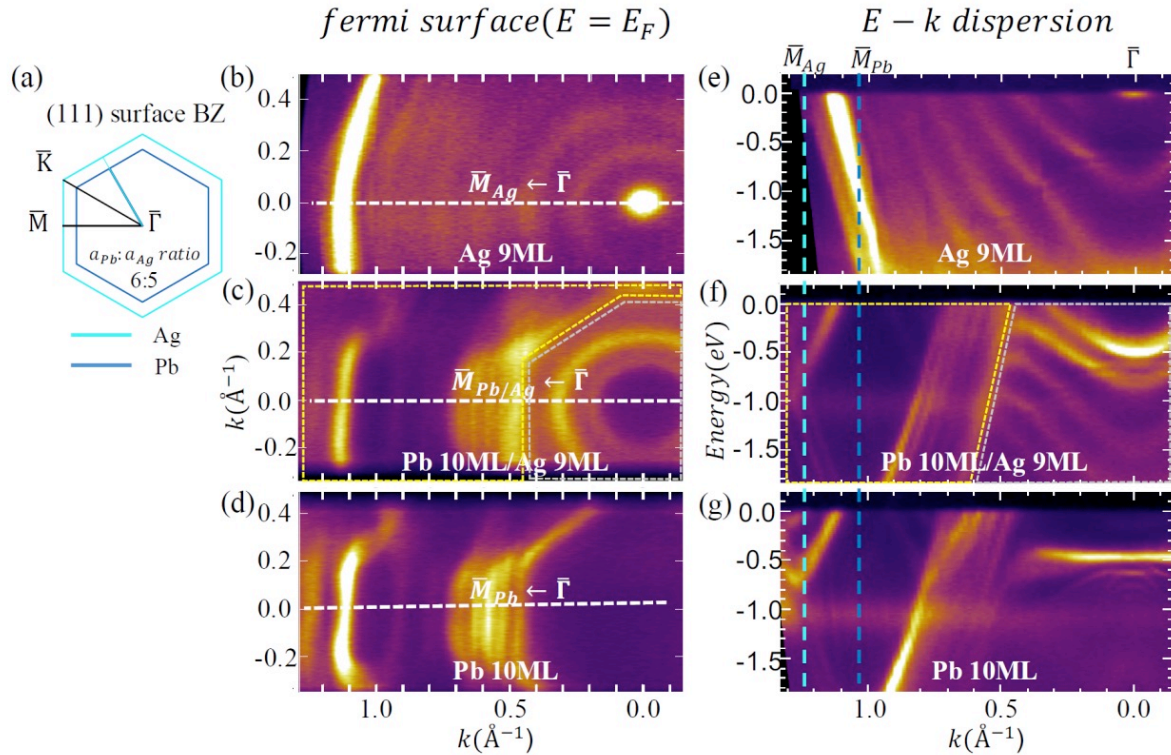 fermi surface(E = E_F)
E − k dispersion
(a)
(111) surface BZ
K̅
M̅
Γ̅
a_Pb: a_Ag ratio
6:5
Ag
Pb
(b)
0.4
0.2
0.0
-0.2
M̅_Ag ← Γ̅
Ag 9ML
(c)
0.4
0.2
0.0
-0.2
k(Å⁻¹)
M̅_Pb/Ag ← Γ̅
Pb 10ML/Ag 9ML
(d)
0.4
0.2
0.0
-0.2
M̅_Pb ← Γ̅
Pb 10ML
1.0 0.5 0.0
k(Å⁻¹)
M̅_Ag M̅_Pb Γ̅
(e)
0.0
-0.5
-1.0
-1.5
Ag 9ML
(f)
0.0
-0.5
-1.0
-1.5
Energy(eV)
Pb 10ML/Ag 9ML
(g)
0.0
-0.5
-1.0
-1.5
Pb 10ML
1.0 0.5 0.0
k(Å⁻¹)